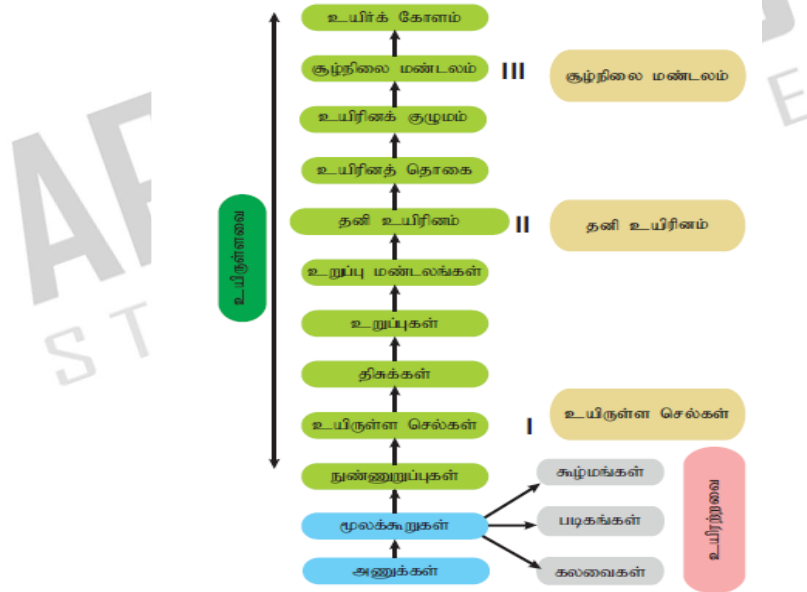 உயிர்க் கோளம்
சூழ்நிலை மண்டலம் III சூழ்நிலை மண்டலம்
உயிரினக் குழுமம்
உயிரினத் தொகை
தனி உயிரினம் II தனி உயிரினம்
உயிருள்ளவை
உறுப்பு மண்டலங்கள்
உறுப்புகள்
திசுக்கள்
உயிருள்ள செல்கள் I உயிருள்ள செல்கள்
நுண்ணுறுப்புகள் கூழ்மங்கள்
மூலக்கூறுகள் படிகங்கள் உயிரற்றவை
அணுக்கள் கலவைகள்